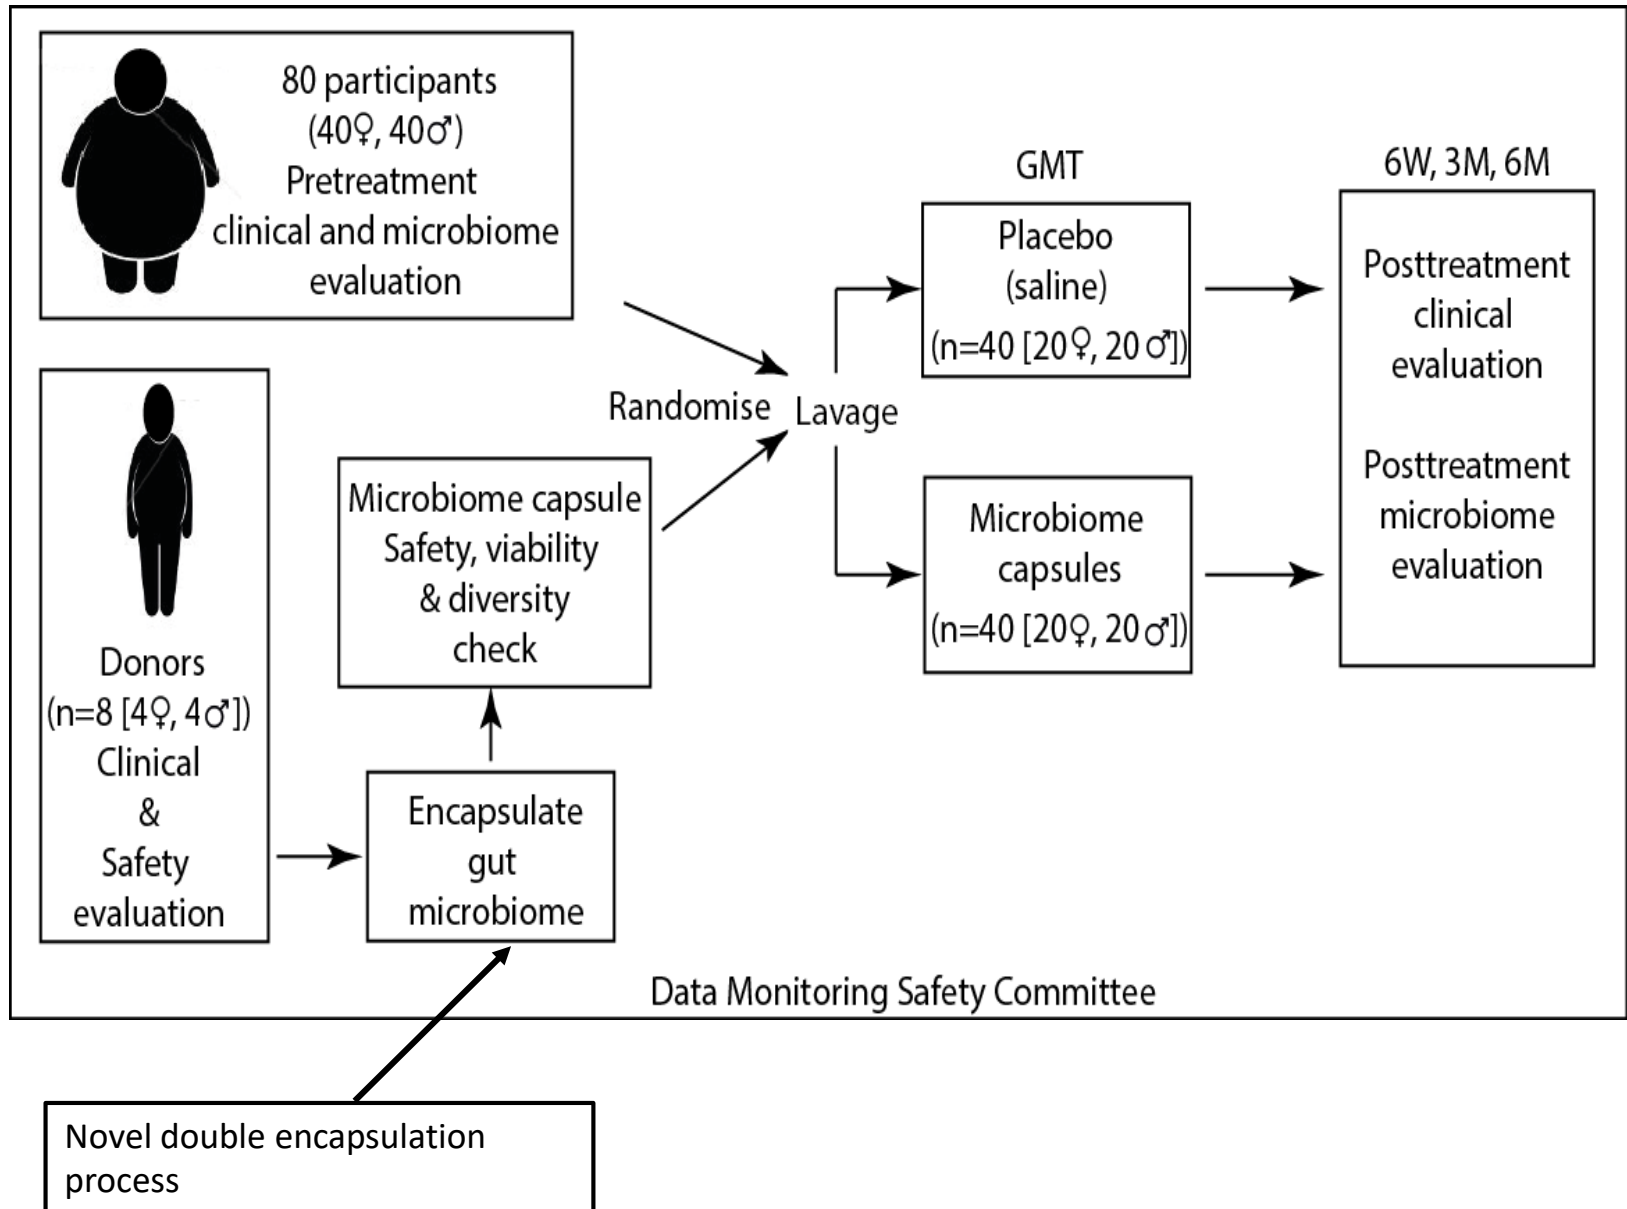 80 participants
(40♀, 40♂)
Pretreatment
clinical and microbiome
evaluation
Donors
(n=8 [4♀, 4♂])
Clinical
&
Safety
evaluation
Encapsulate
gut
microbiome
Microbiome capsule
Safety, viability
& diversity
check
Randomise
Lavage
GMT
Placebo
(saline)
(n=40 [20♀, 20♂])
Microbiome
capsules
(n=40 [20♀, 20♂])
6W, 3M, 6M
Posttreatment
clinical
evaluation
Posttreatment
microbiome
evaluation
Data Monitoring Safety Committee
Novel double encapsulation
process